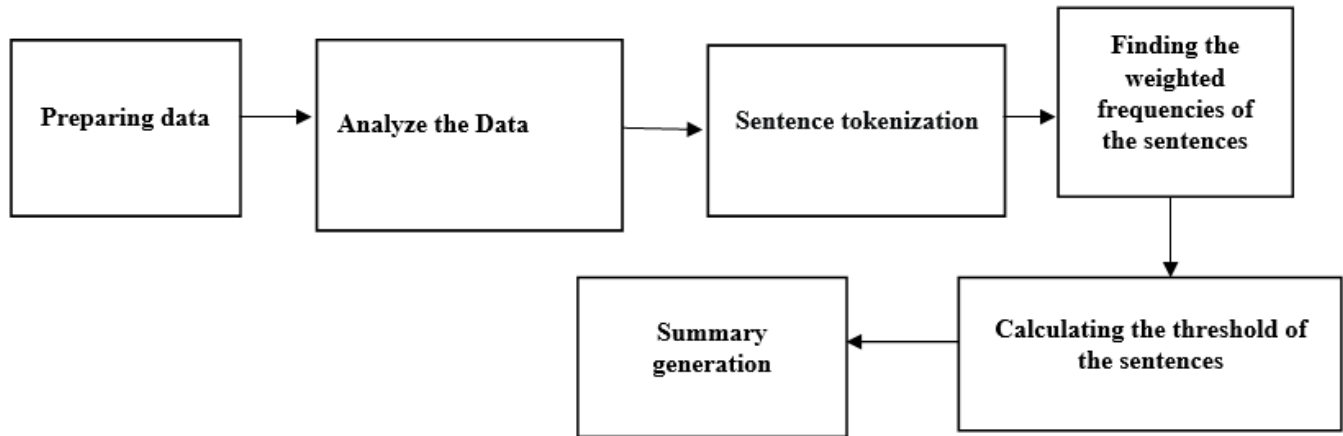 Preparing data
Analyze the Data
Sentence tokenization
Finding the
weighted
frequencies of
the sentences
Calculating the threshold of
the sentences
Summary
generation